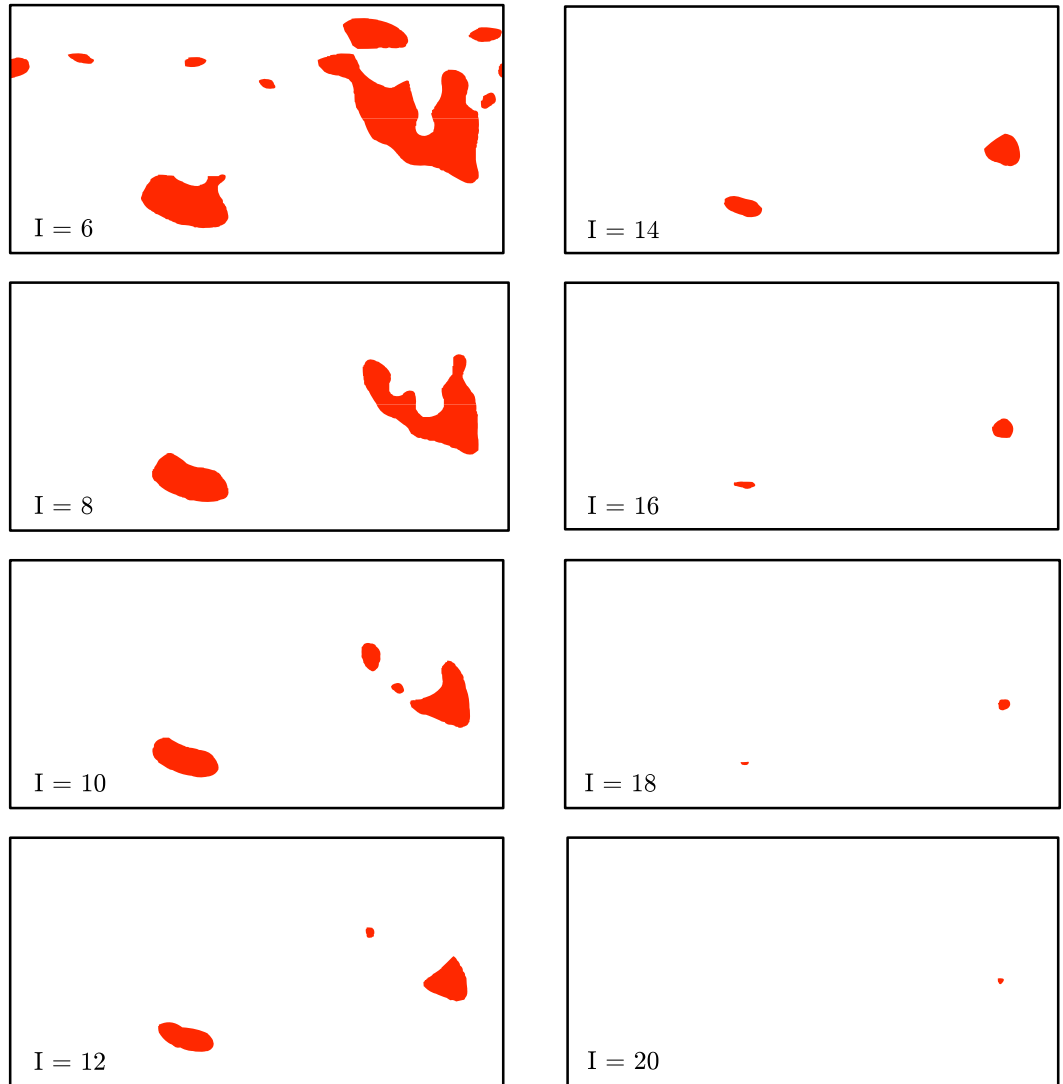 I = 6
I = 14
I = 8
I = 16
I = 10
I = 18
I = 12
I = 20